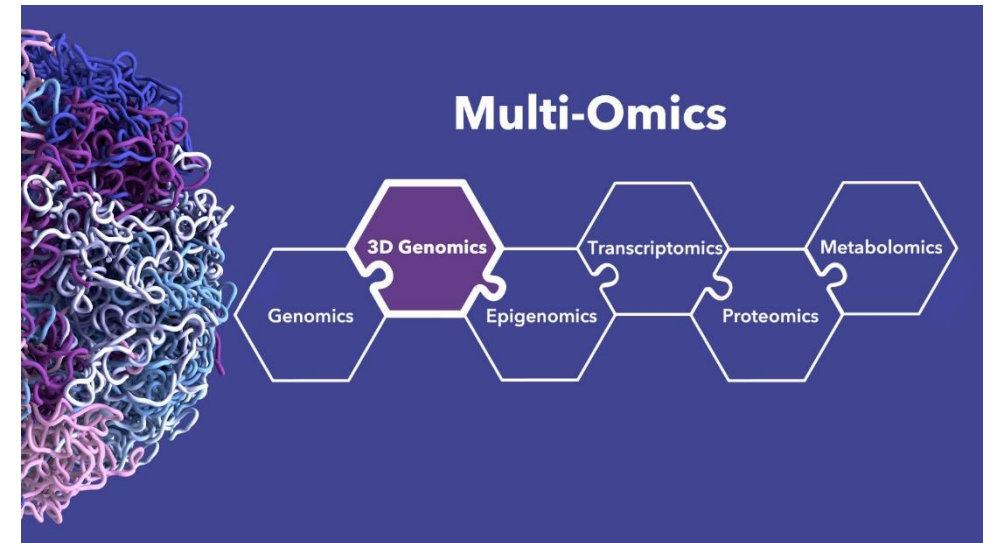 Multi-Omics
3D Genomics
Transcriptomics
Metabolomics
Genomics
Epigenomics
Proteomics